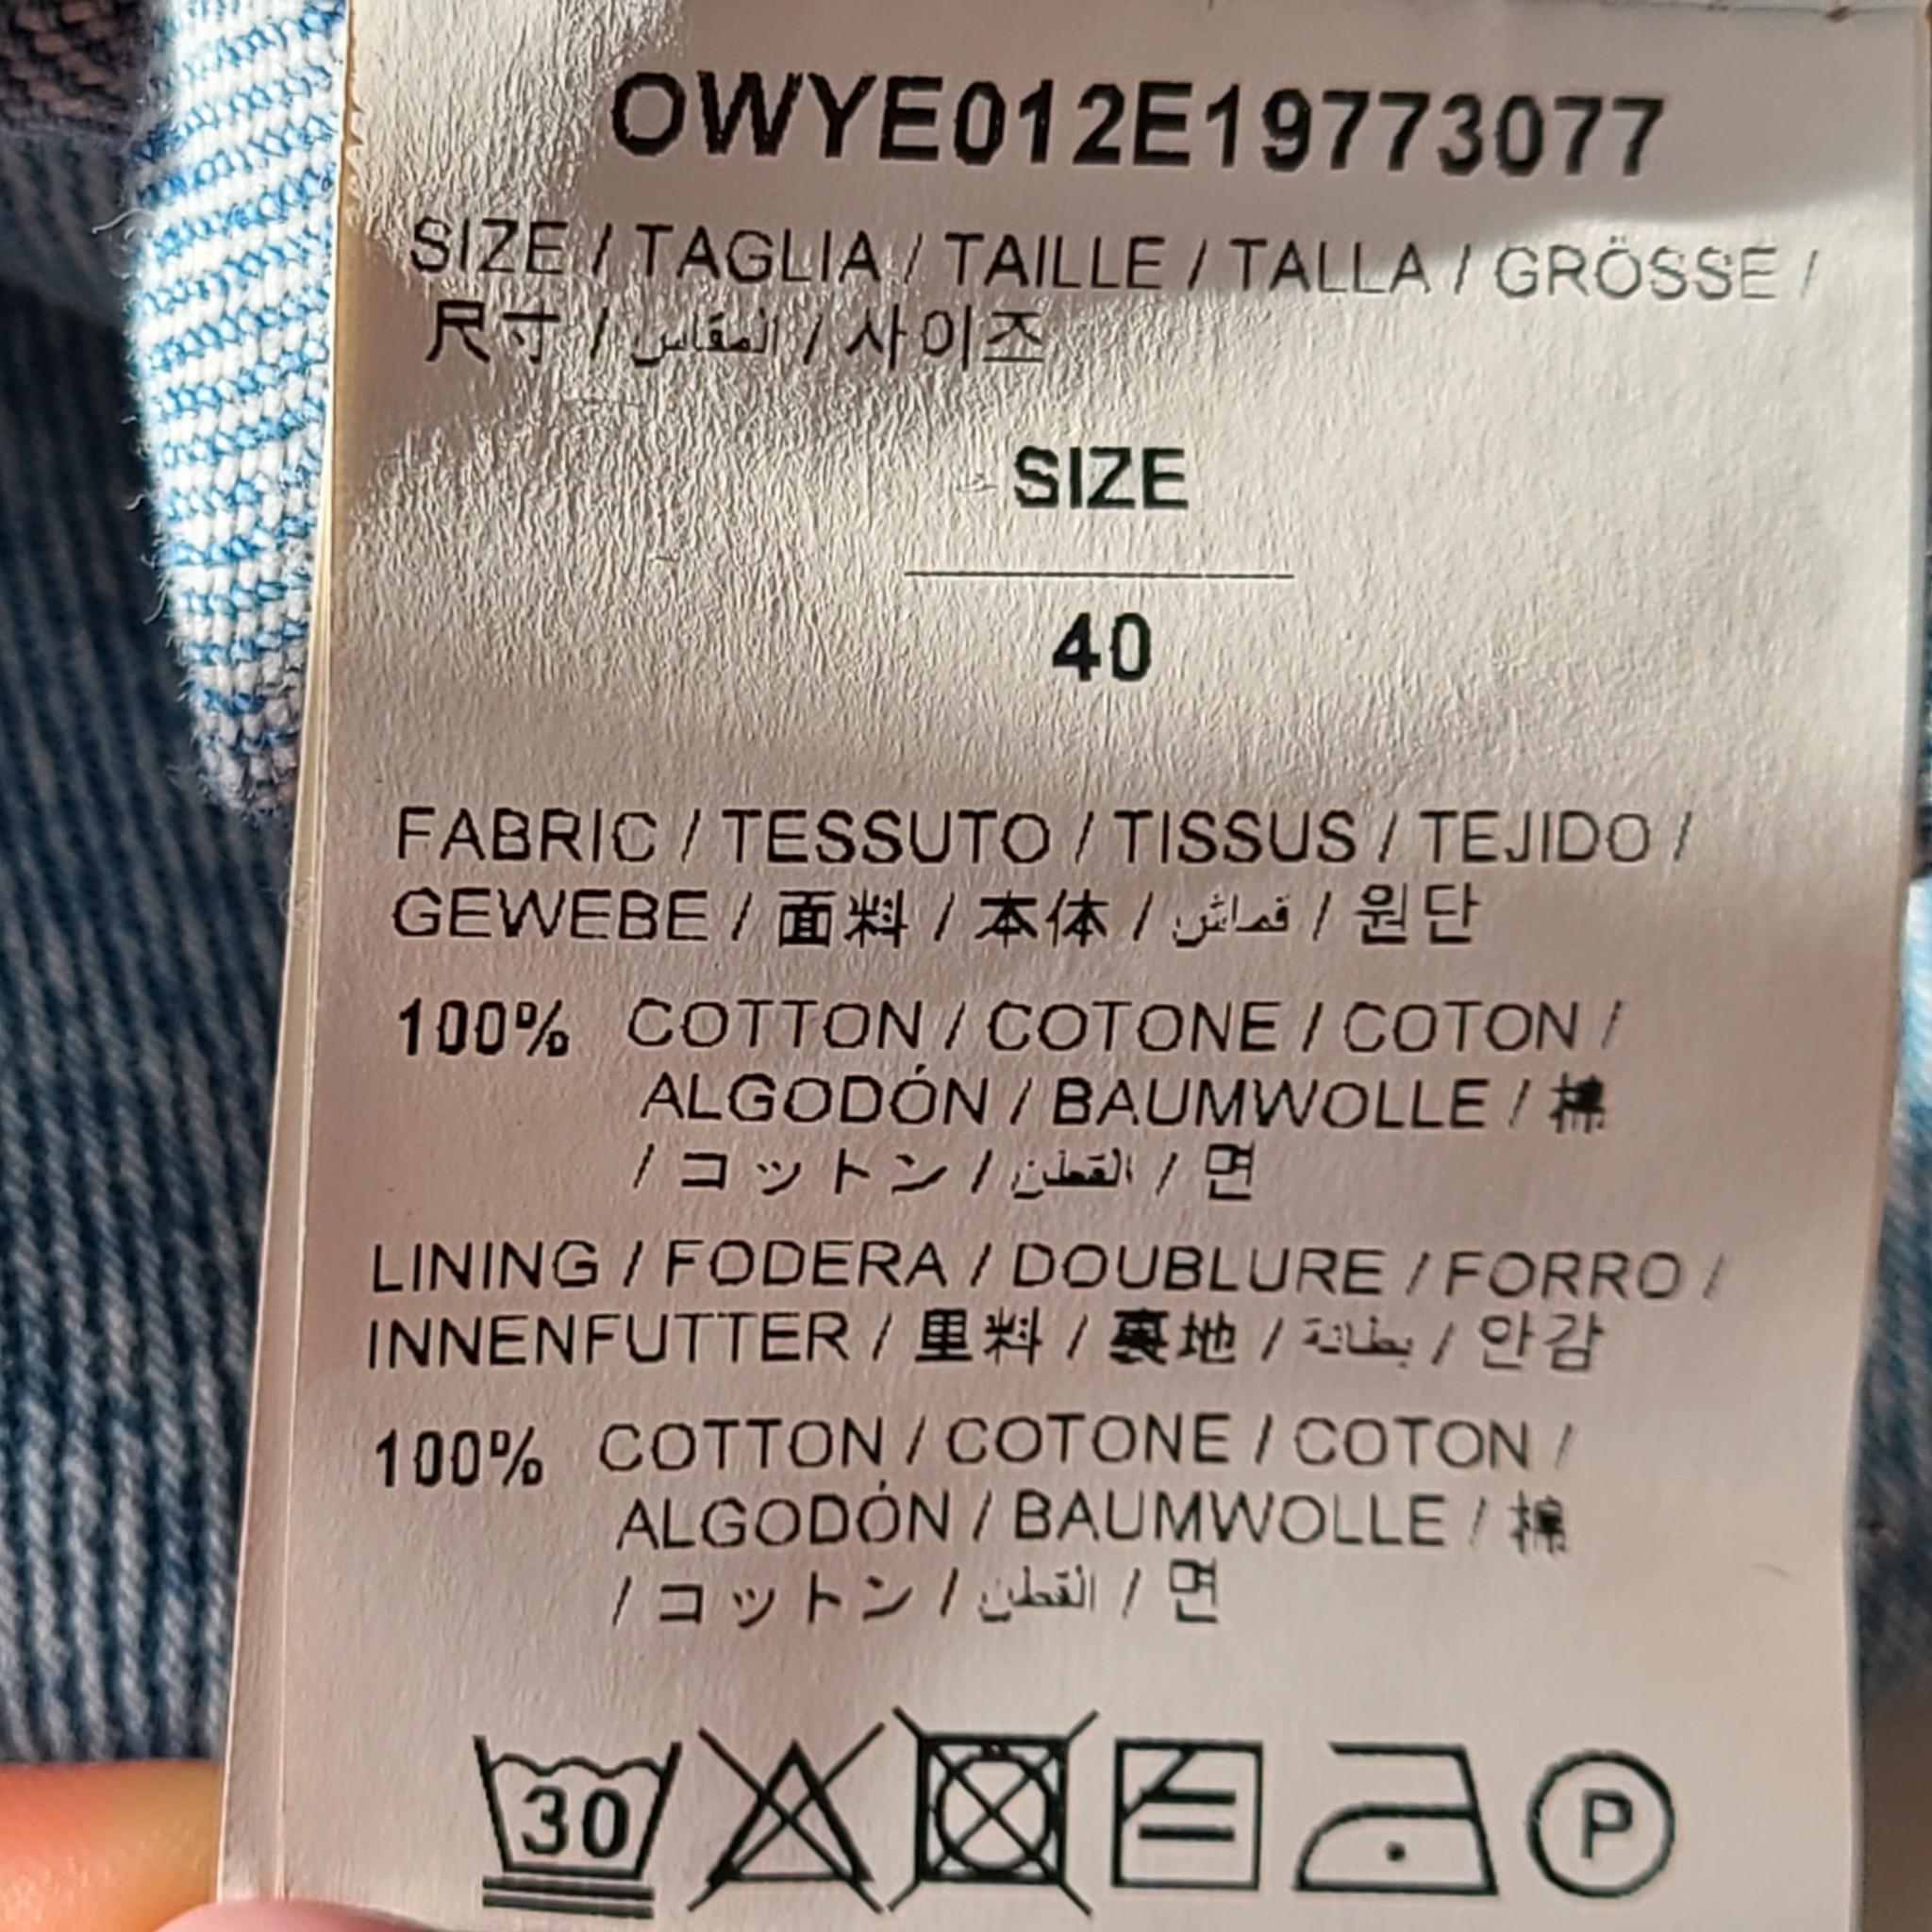 OWYE012E19773077
SIZE / TAGLIA / TAILLE / TALLA / GRÖSSE /
尺寸 / المقاس / 사이즈
SIZE
40
FABRIC / TESSUTO / TISSUS / TEJIDO /
GEWEBE / 面料 / 本体 / قماش / 원단
100% COTTON / COTONE / COTON /
ALGODÓN / BAUMWOLLE / 棉
/ コットン / القطن / 면
LINING / FODERA / DOUBLURE / FORRO /
INNENFUTTER / 里料 / 裏地 / بطانة / 안감
100% COTTON / COTONE / COTON /
ALGODÓN / BAUMWOLLE / 棉
/ コットン / القطن / 면
30 P